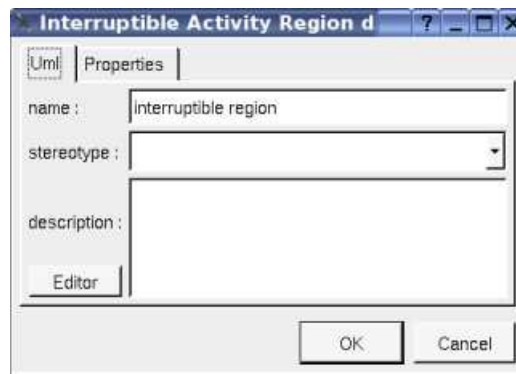 Interruptible Activity Region d
Uml Properties
name : interruptible region
stereotype :
description :
Editor
OK Cancel